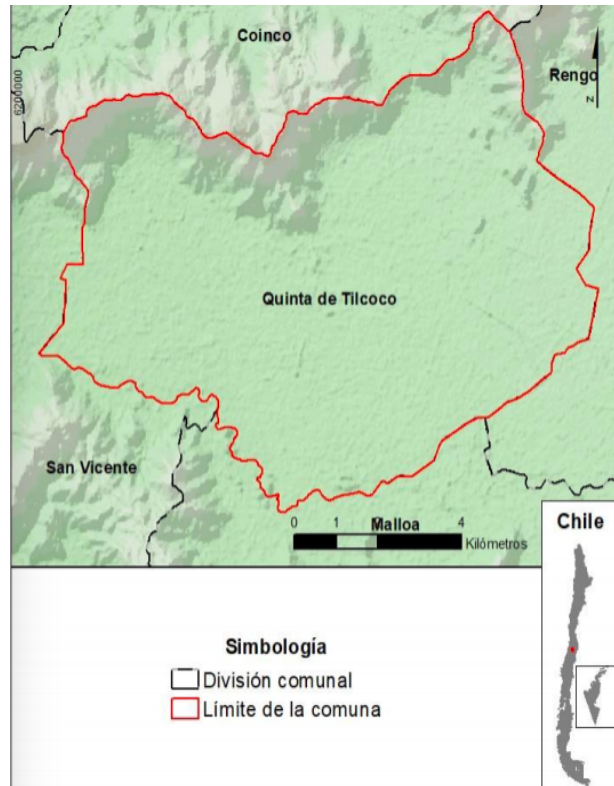 Coinco
Rengo
6200000
N
Quinta de Tilcoco
San Vicente
Malloa
0 1 2 4
Kilómetros
Chile
Simbología
División comunal
Límite de la comuna